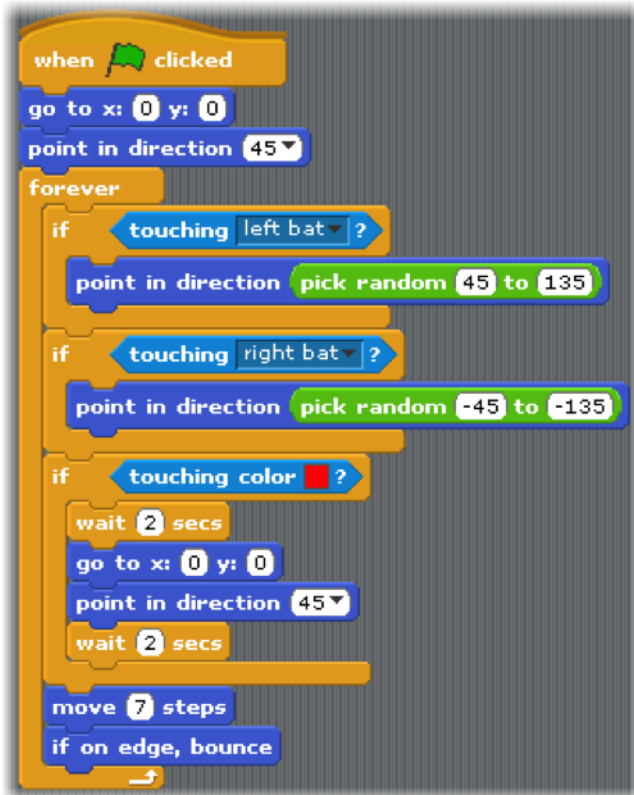 when clicked
go to x: 0 y: 0
point in direction 45
forever
if touching left bat ?
point in direction pick random 45 to 135
if touching right bat ?
point in direction pick random -45 to -135
if touching color ?
wait 2 secs
go to x: 0 y: 0
point in direction 45
wait 2 secs
move 7 steps
if on edge, bounce